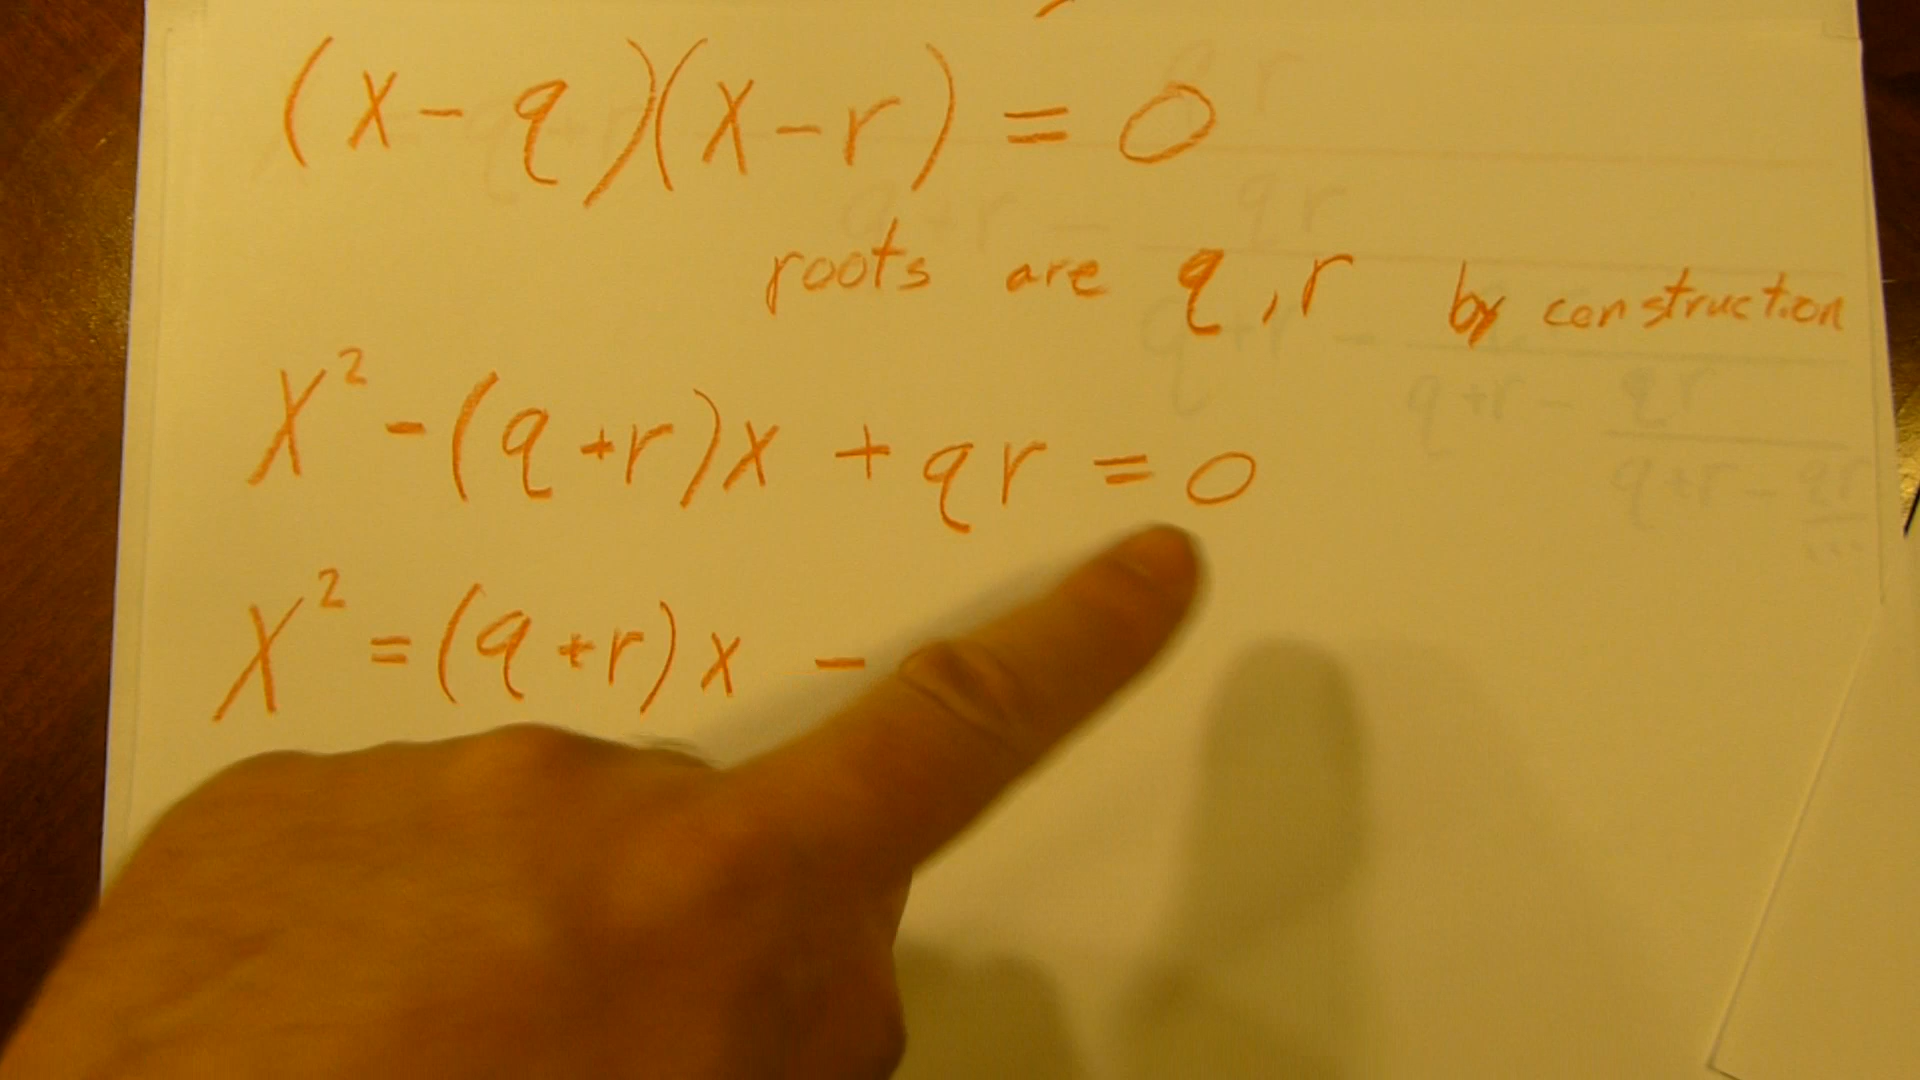 (x - q)(x - r) = 0
roots are q, r by construction
x² - (q + r)x + qr = 0
x² = (q + r)x -